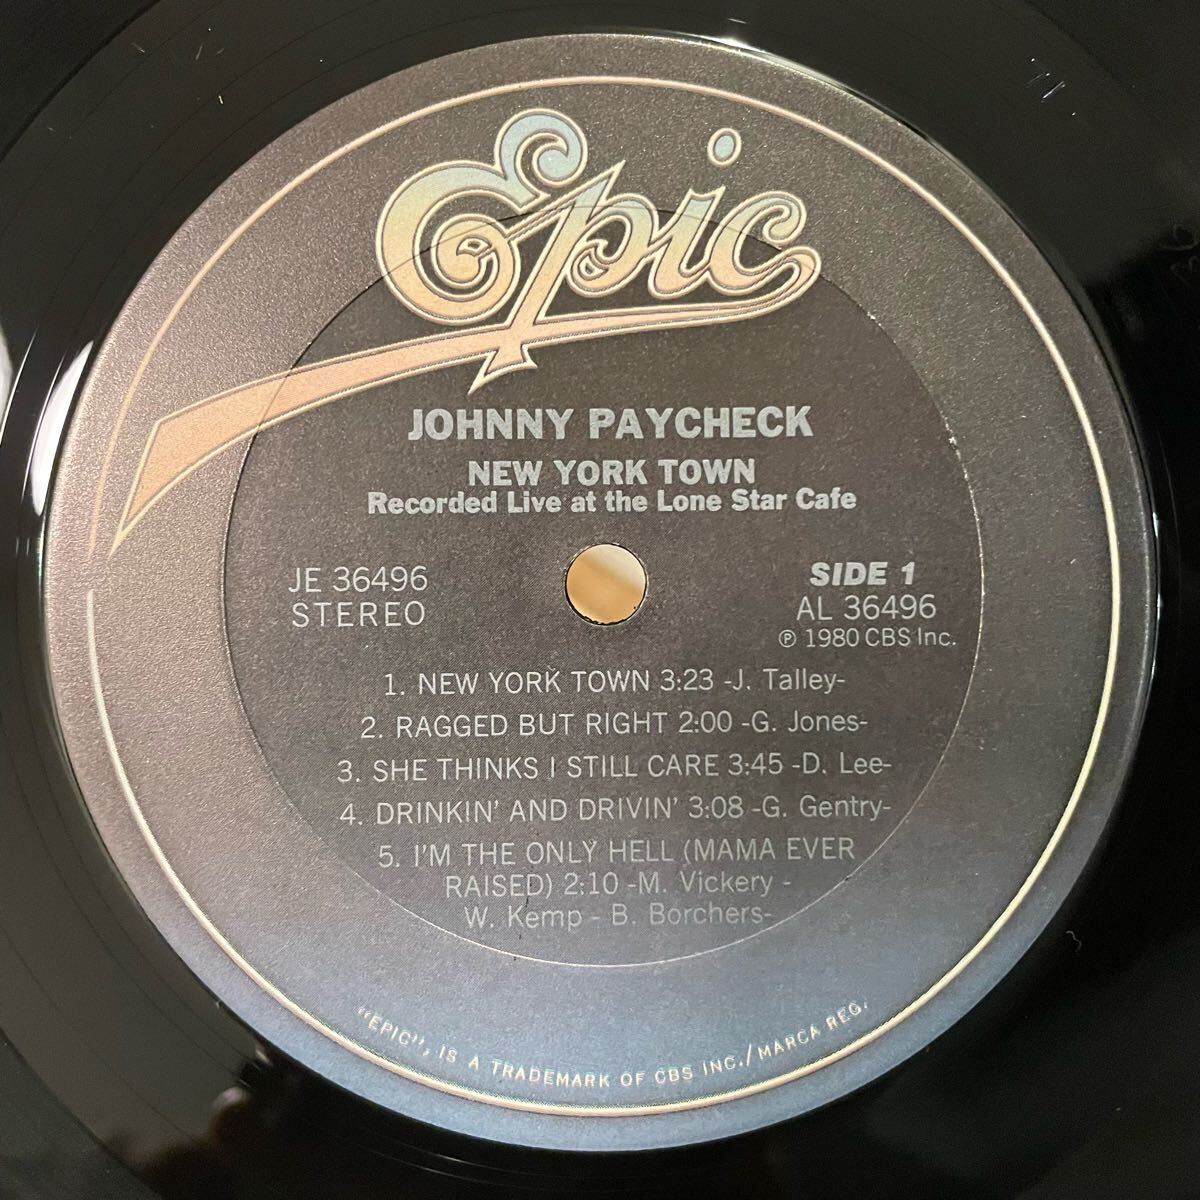 Epic
JOHNNY PAYCHECK
NEW YORK TOWN
Recorded Live at the Lone Star Cafe
JE 36496
STEREO
SIDE 1
AL 36496
℗ 1980 CBS Inc.
1. NEW YORK TOWN 3:23 -J. Talley-
2. RAGGED BUT RIGHT 2:00 -G. Jones-
3. SHE THINKS I STILL CARE 3:45 -D. Lee-
4. DRINKIN' AND DRIVIN' 3:08 -G. Gentry-
5. I'M THE ONLY HELL (MAMA EVER
RAISED) 2:10 -M. Vickery -
W. Kemp - B. Borchers-
"EPIC", IS A TRADEMARK OF CBS INC./MARCA REG.